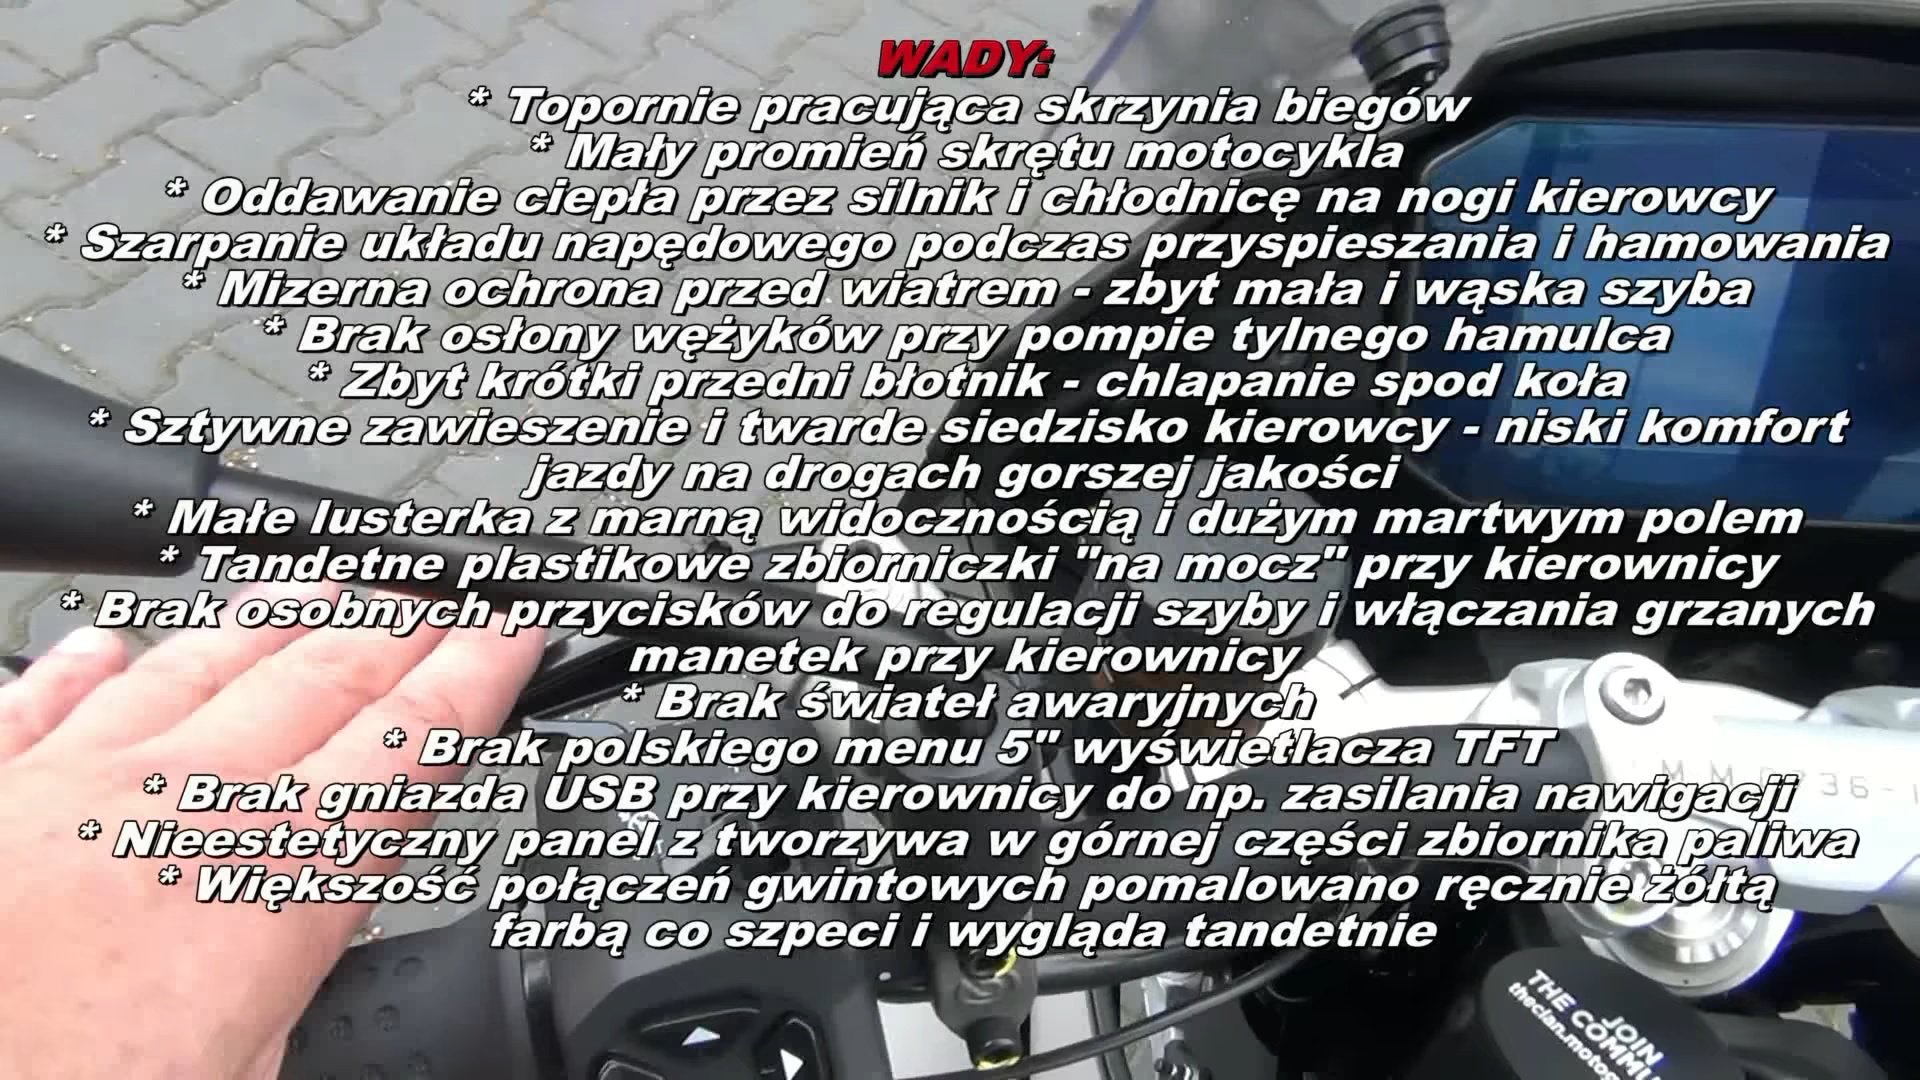 WADY:
* Topornie pracująca skrzynia biegów
* Mały promień skrętu motocykla
* Oddawanie ciepła przez silnik i chłodnicę na nogi kierowcy
* Szarpanie układu napędowego podczas przyspieszania i hamowania
* Mizerna ochrona przed wiatrem - zbyt mała i wąska szyba
* Brak osłony wężyków przy pompie tylnego hamulca
* Zbyt krótki przedni błotnik - chlapanie spod koła
* Sztywne zawieszenie i twarde siedzisko kierowcy - niski komfort
jazdy na drogach gorszej jakości
* Małe lusterka z marną widocznością i dużym martwym polem
* Tandetne plastikowe zbiorniczki "na mocz" przy kierownicy
* Brak osobnych przycisków do regulacji szyby i włączania grzanych
manetek przy kierownicy
* Brak świateł awaryjnych
* Brak polskiego menu 5" wyświetlacza TFT
* Brak gniazda USB przy kierownicy do np. zasilania nawigacji
* Nieestetyczny panel z tworzywa w górnej części zbiornika paliwa
* Większość połączeń gwintowych pomalowano ręcznie żółtą
farbą co szpeci i wygląda tandetnie
JOIN
THE